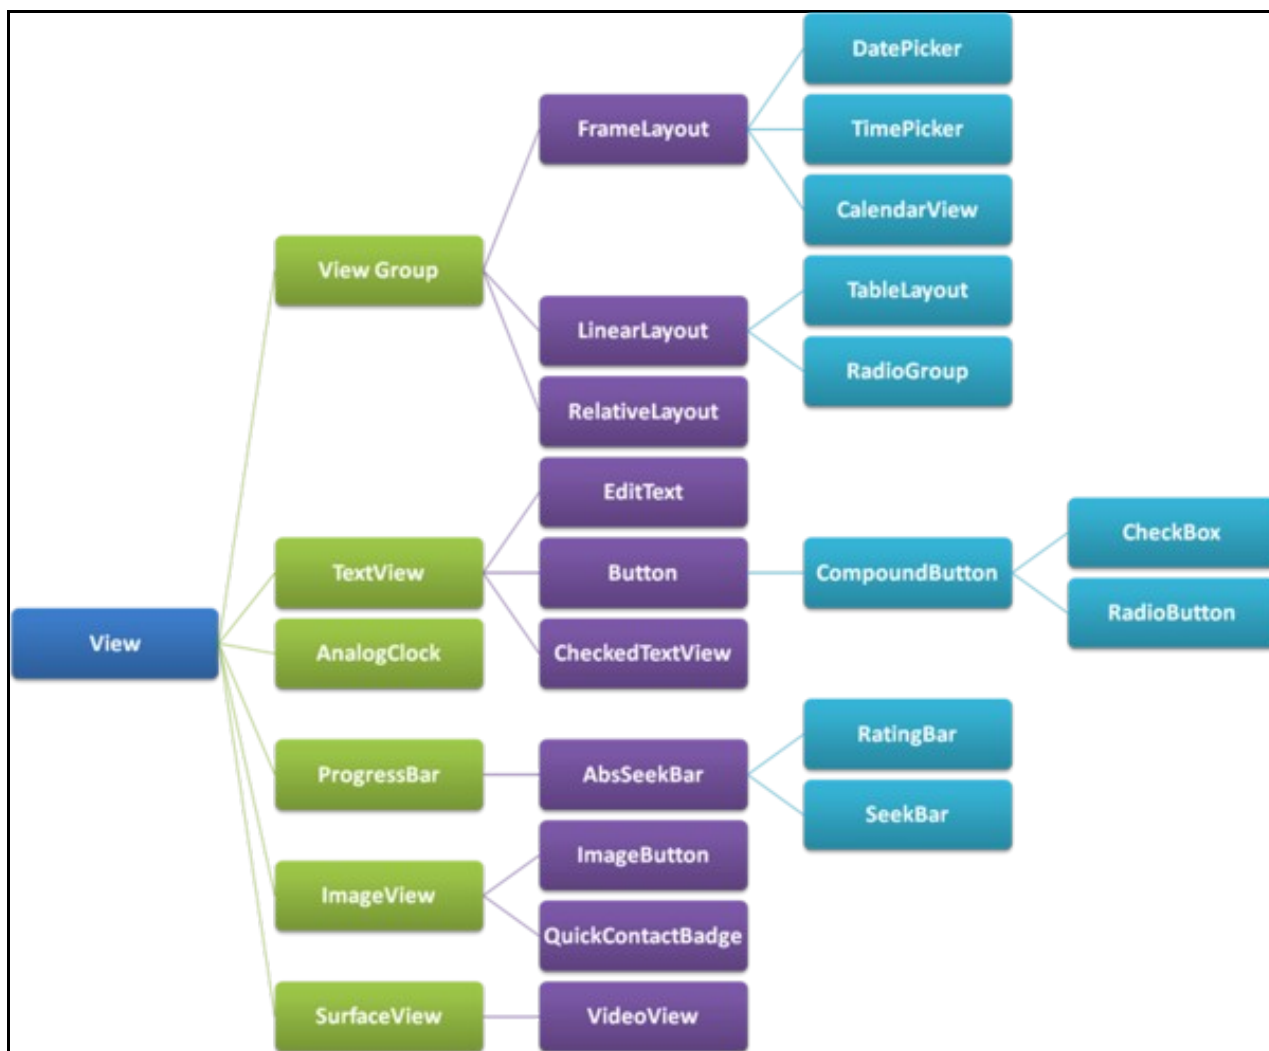 DatePicker
FrameLayout
TimePicker
CalendarView
View Group
TableLayout
LinearLayout
RadioGroup
RelativeLayout
EditText
CheckBox
TextView
Button
CompoundButton
RadioButton
View
AnalogClock
CheckedTextView
RatingBar
ProgressBar
AbsSeekBar
SeekBar
ImageButton
ImageView
QuickContactBadge
SurfaceView
VideoView